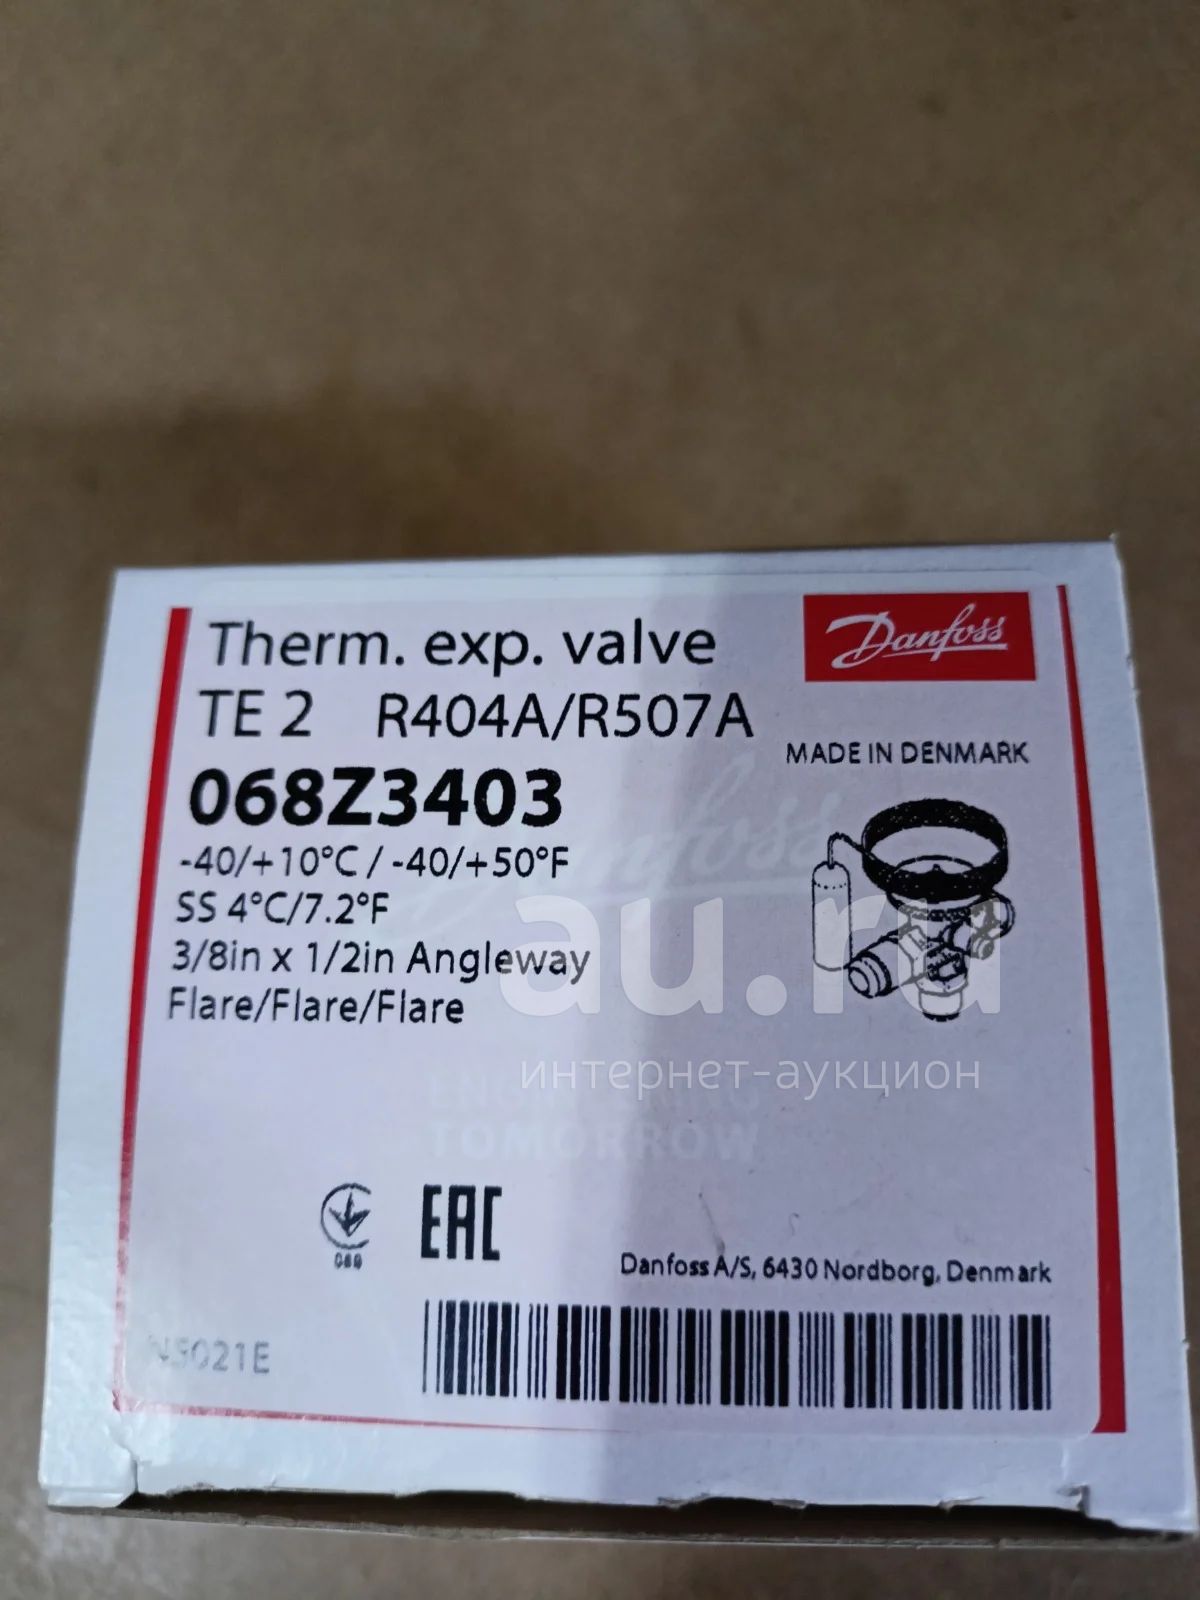 Therm. exp. valve
Danfoss
TE 2 R404A/R507A
MADE IN DENMARK
068Z3403
-40/+10°C / -40/+50°F
SS 4°C/7.2°F
3/8in x 1/2in Angleway
Flare/Flare/Flare
Danfoss
au.ru
интернет-аукцион
ENGINEERING
TOMORROW
EAC
Danfoss A/S, 6430 Nordborg, Denmark